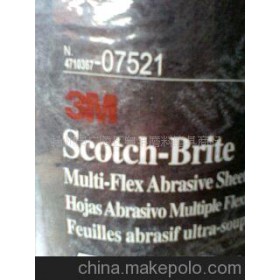 N.
4710367-07521
3M
Scotch-Brite
Multi-Flex Abrasive Shee
Hojas Abrasivo Multiple Flex
Feuilles abrasif ultra-soup
china.makepolo.com